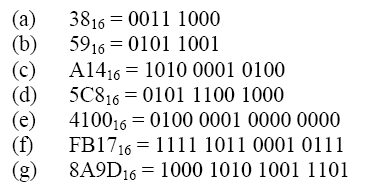 (a) 38₁₆ = 0011 1000
(b) 59₁₆ = 0101 1001
(c) A14₁₆ = 1010 0001 0100
(d) 5C8₁₆ = 0101 1100 1000
(e) 4100₁₆ = 0100 0001 0000 0000
(f) FB17₁₆ = 1111 1011 0001 0111
(g) 8A9D₁₆ = 1000 1010 1001 1101